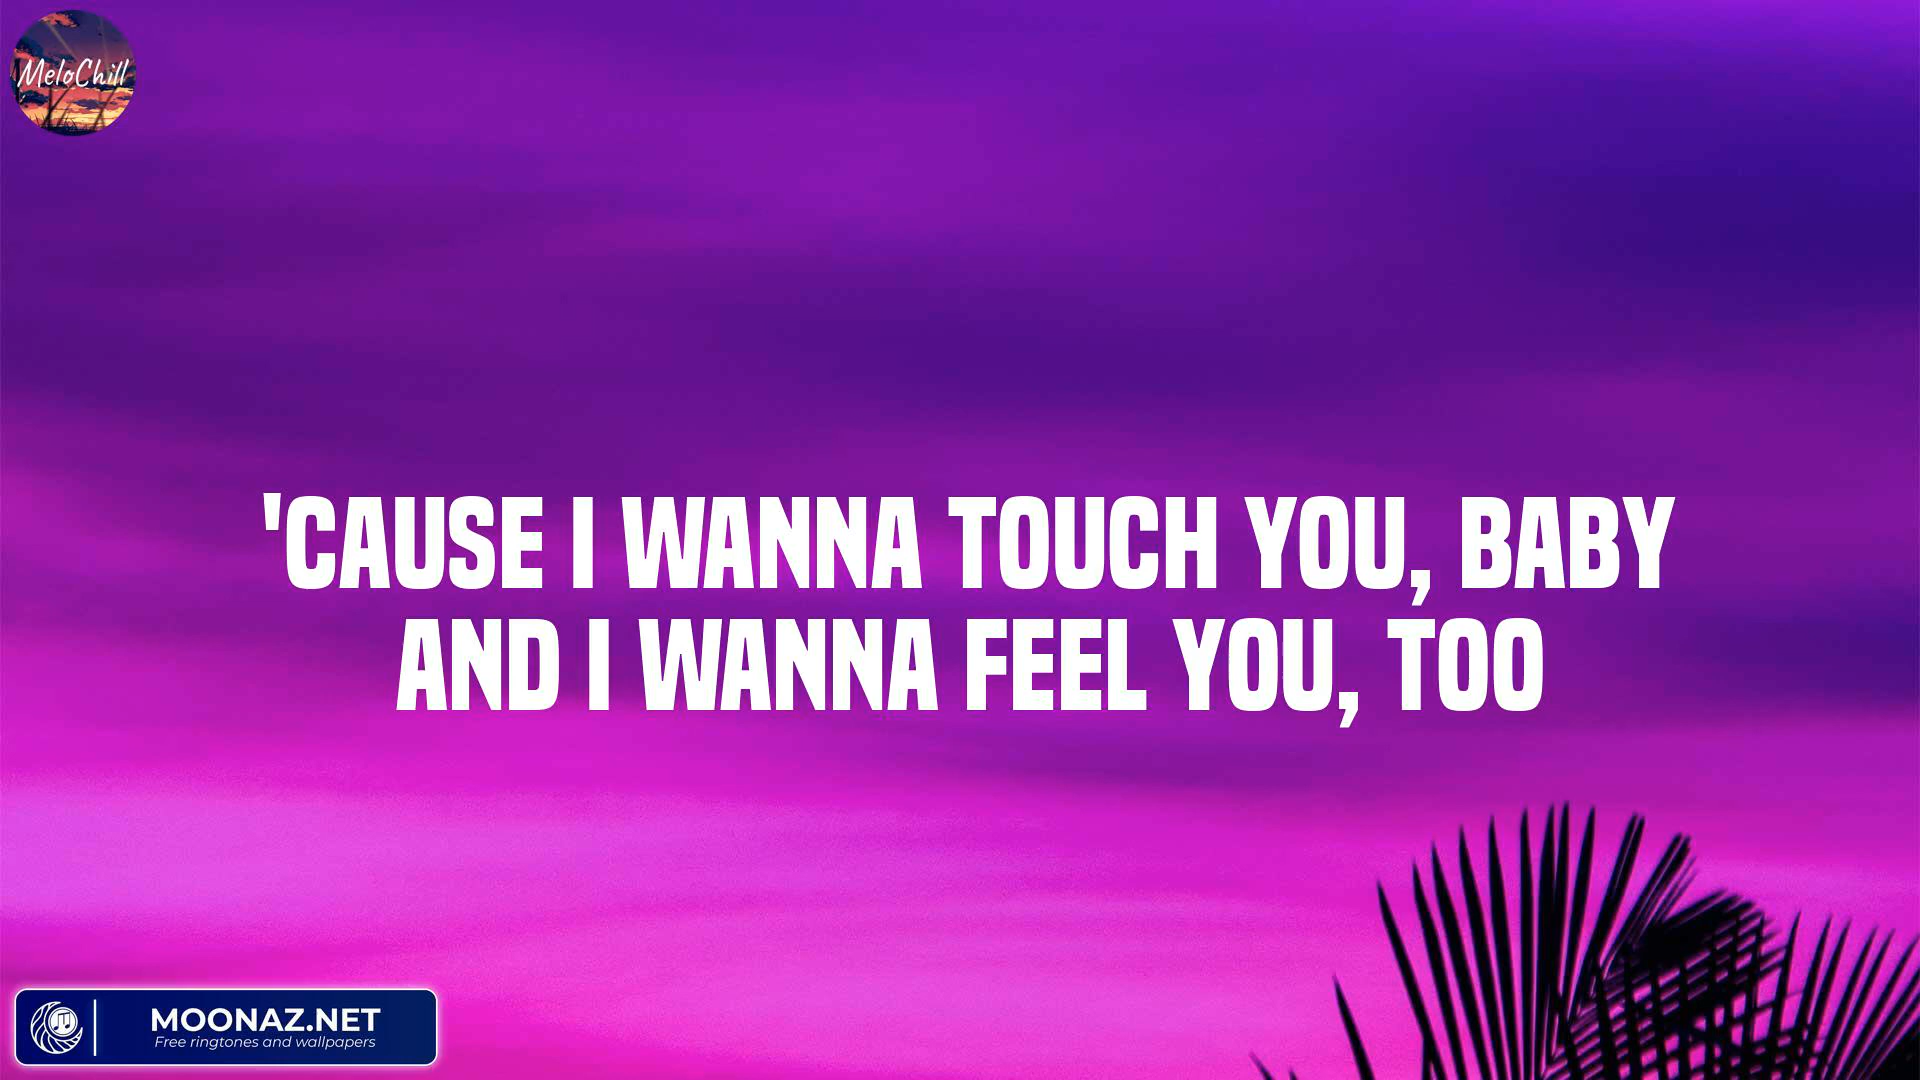 MeloChill
'CAUSE I WANNA TOUCH YOU, BABY
AND I WANNA FEEL YOU, TOO
MOONAZ.NET
Free ringtones and wallpapers